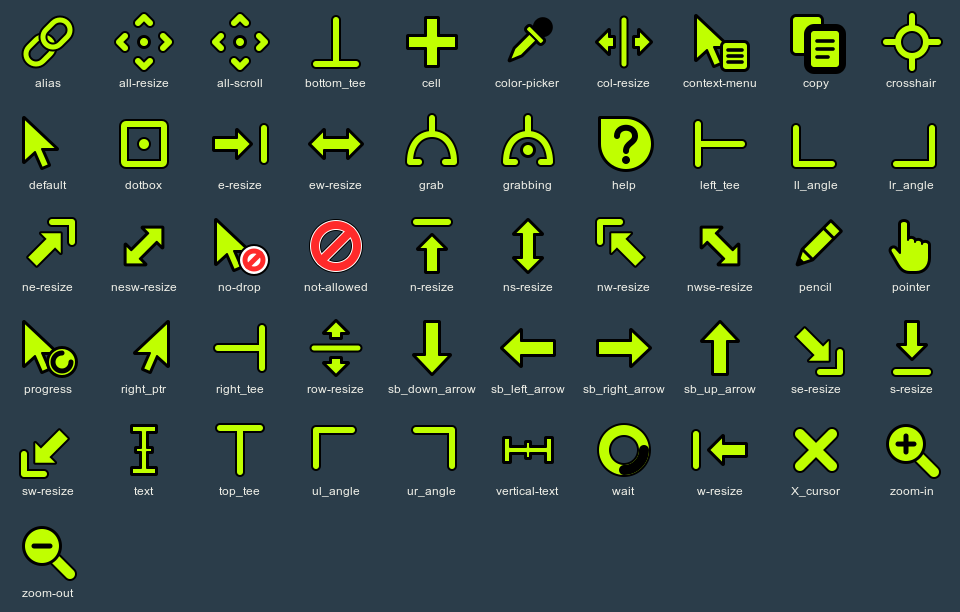 alias all-resize all-scroll bottom_tee cell color-picker col-resize context-menu copy crosshair
default dotbox e-resize ew-resize grab grabbing help left_tee ll_angle lr_angle
?
ne-resize nesw-resize no-drop not-allowed n-resize ns-resize nw-resize nwse-resize pencil pointer
progress right_ptr right_tee row-resize sb_down_arrow sb_left_arrow sb_right_arrow sb_up_arrow se-resize s-resize
sw-resize text top_tee ul_angle ur_angle vertical-text wait w-resize X_cursor zoom-in
zoom-out